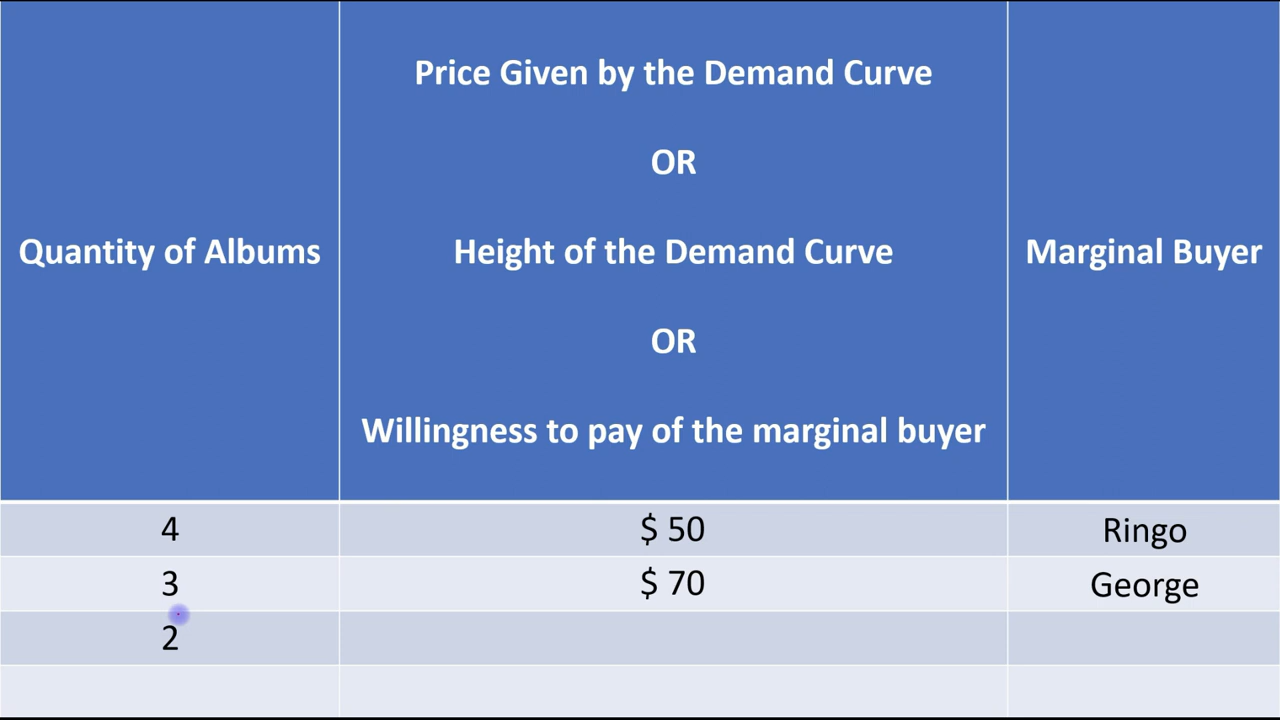 Quantity of Albums
Price Given by the Demand Curve
OR
Height of the Demand Curve
OR
Willingness to pay of the marginal buyer
Marginal Buyer
4 $ 50 Ringo
3 $ 70 George
2